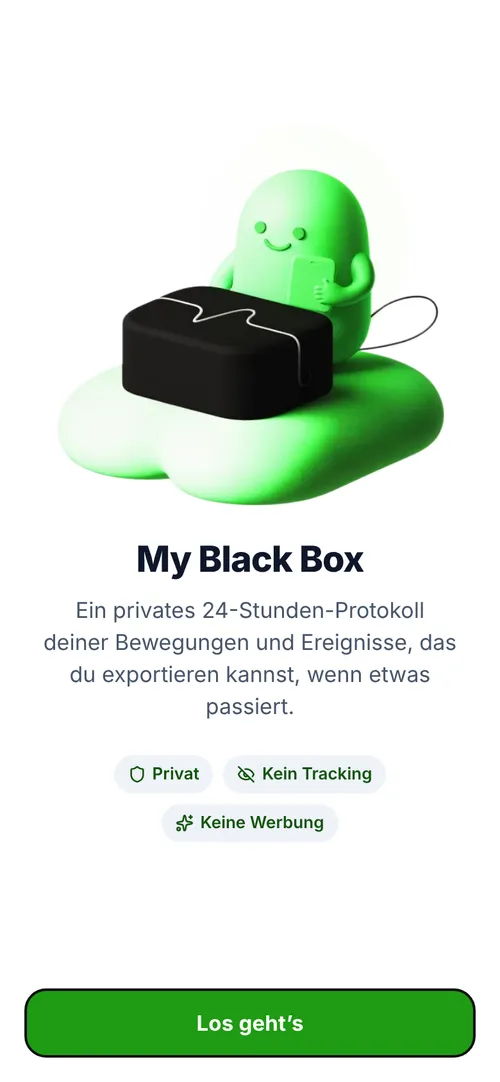 My Black Box
Ein privates 24-Stunden-Protokoll
deiner Bewegungen und Ereignisse, das
du exportieren kannst, wenn etwas
passiert.
Privat
Kein Tracking
Keine Werbung
Los geht’s